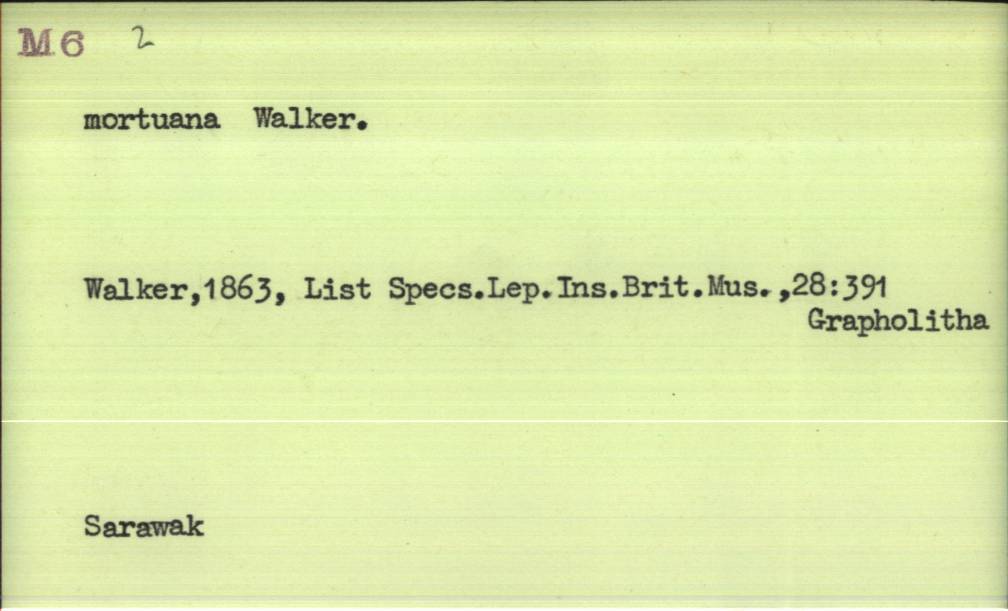 M6 2
mortuana Walker.
Walker,1863, List Specs.Lep.Ins.Brit.Mus.,28:391
Grapholitha
Sarawak